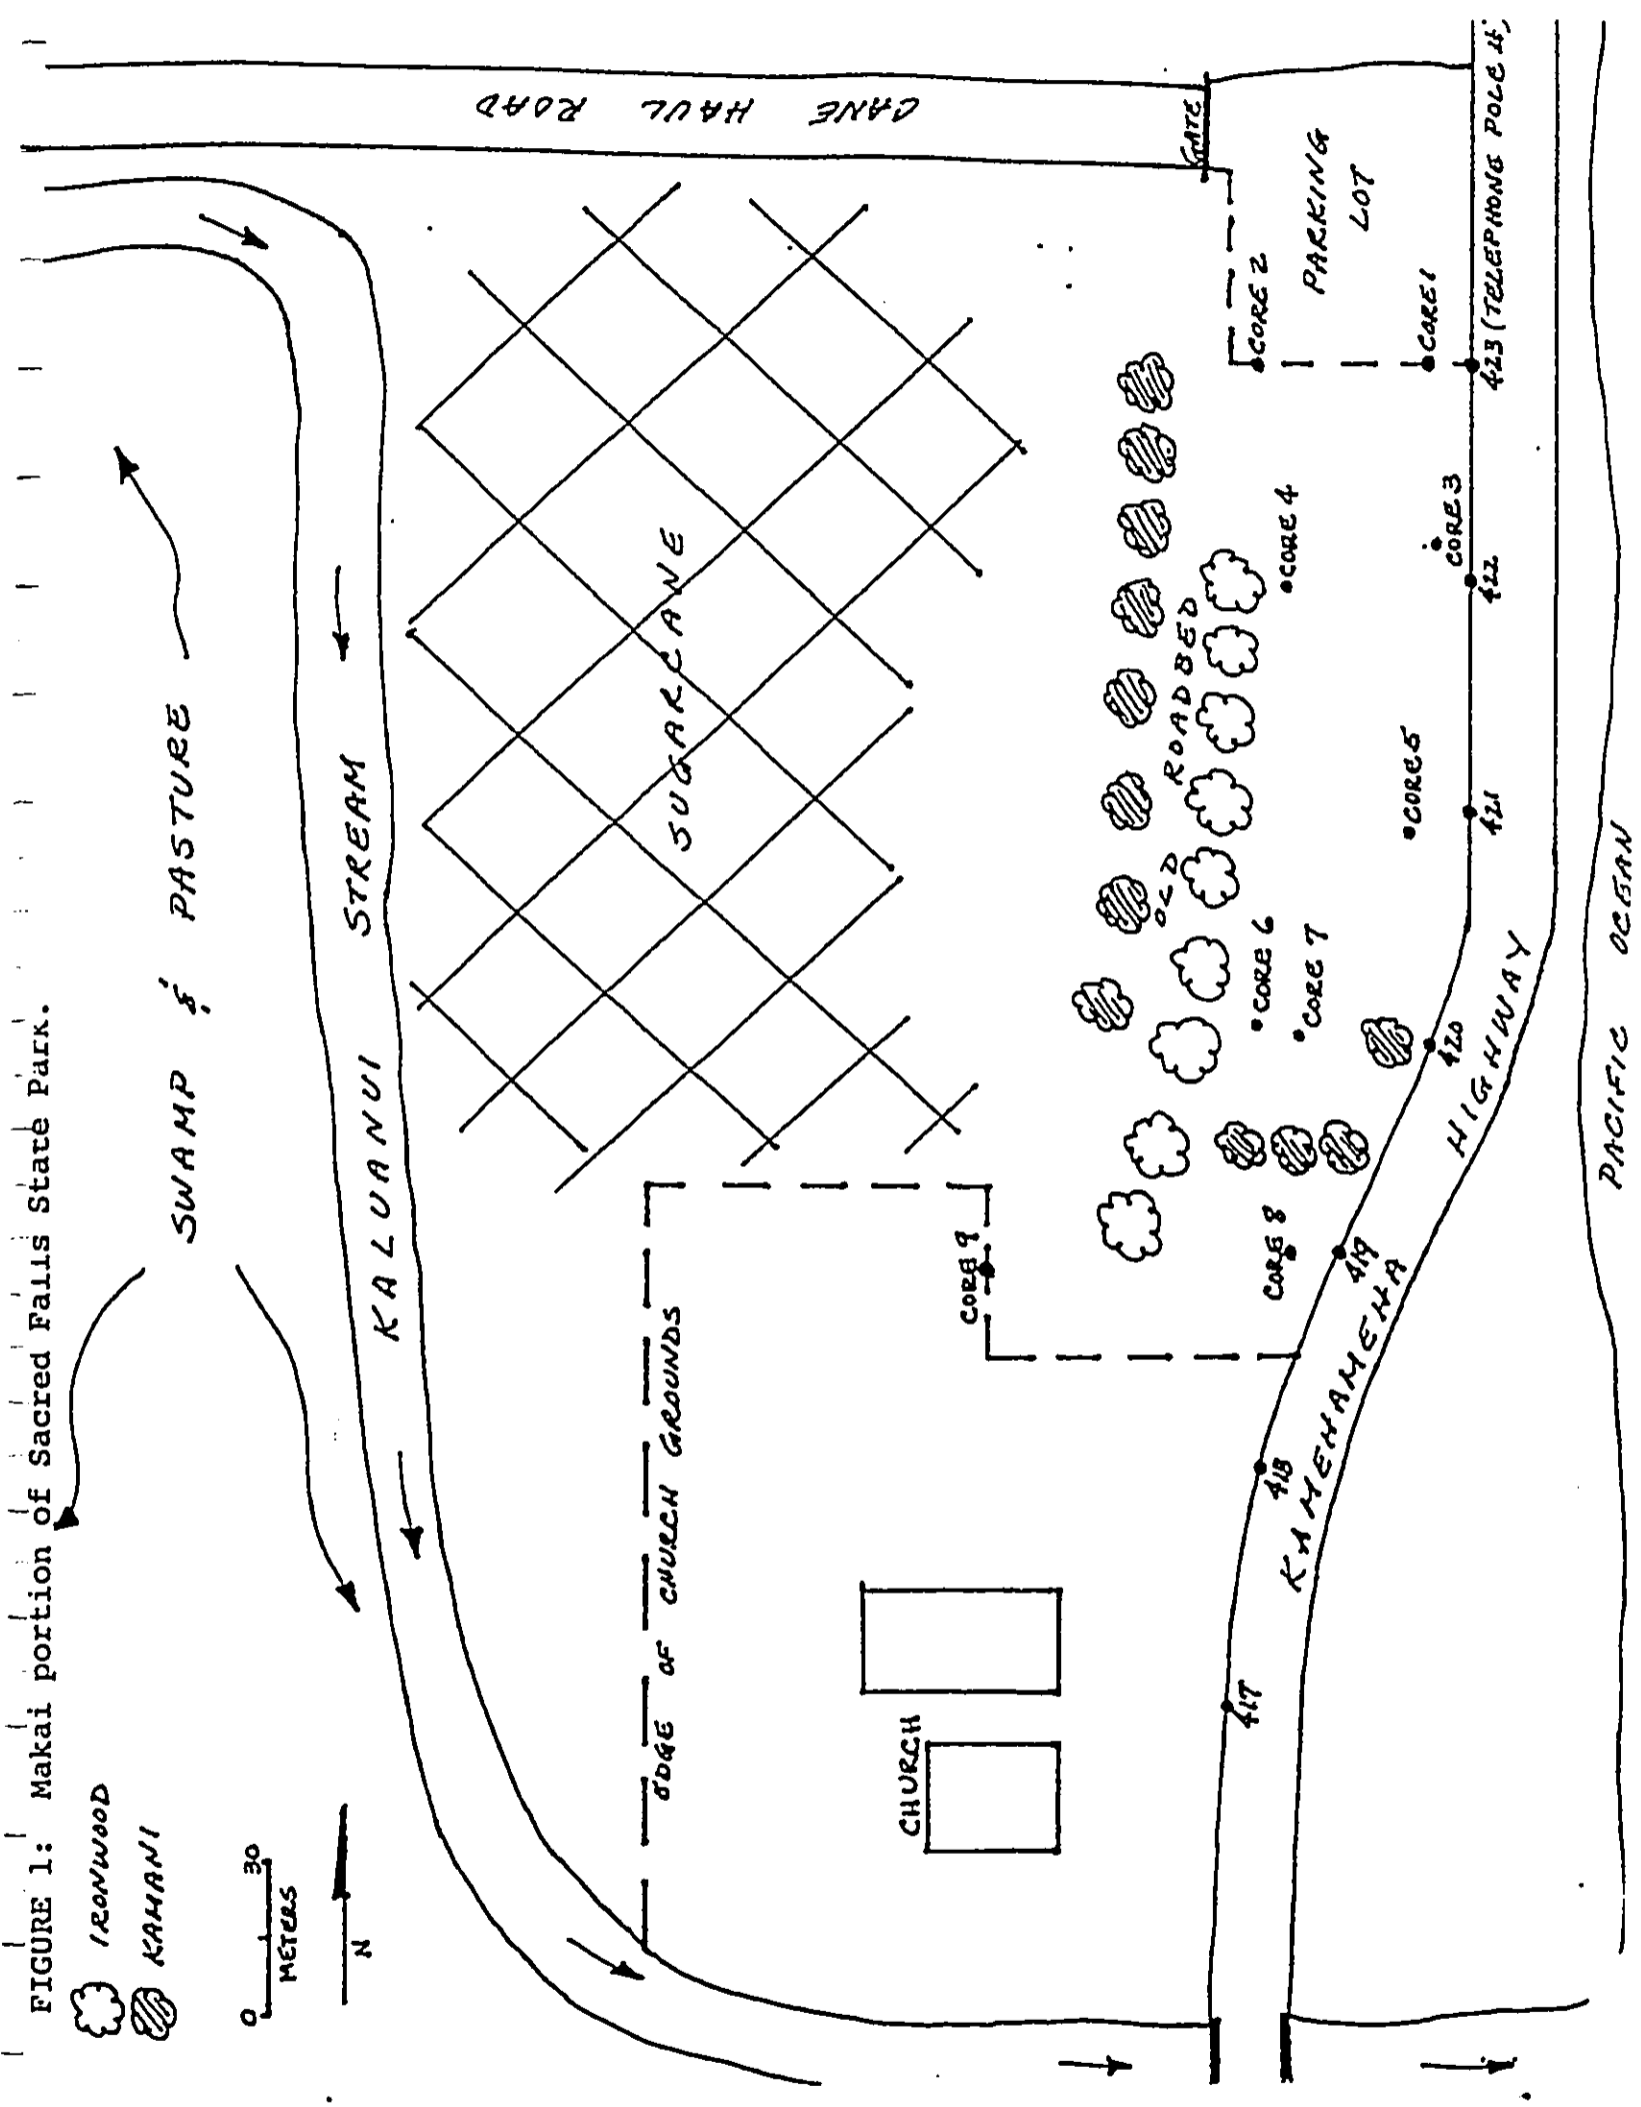 FIGURE 1: Makai portion of Sacred Falls State Park.
IRONWOOD
KAMANI
0 30
METERS
N
SWAMP & PASTURE
KALUANUI STREAM
CANE HAUL ROAD
SUGARCANE
EDGE OF CHURCH GROUNDS
CHURCH
OLD ROADBED
GATE
PARKING
LOT
CORE 1
CORE 2
CORE 3
CORE 4
CORE 5
CORE 6
CORE 7
CORE 8
CORE 9
417
418
419
420
421
422
423 (TELEPHONE POLE #)
KAMEHAMEHA HIGHWAY
PACIFIC OCEAN